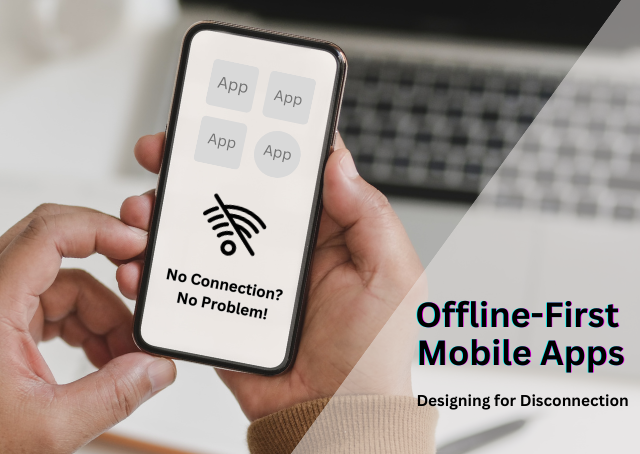 App
App
App
App
No Connection?
No Problem!
Offline-First
Mobile Apps
Designing for Disconnection